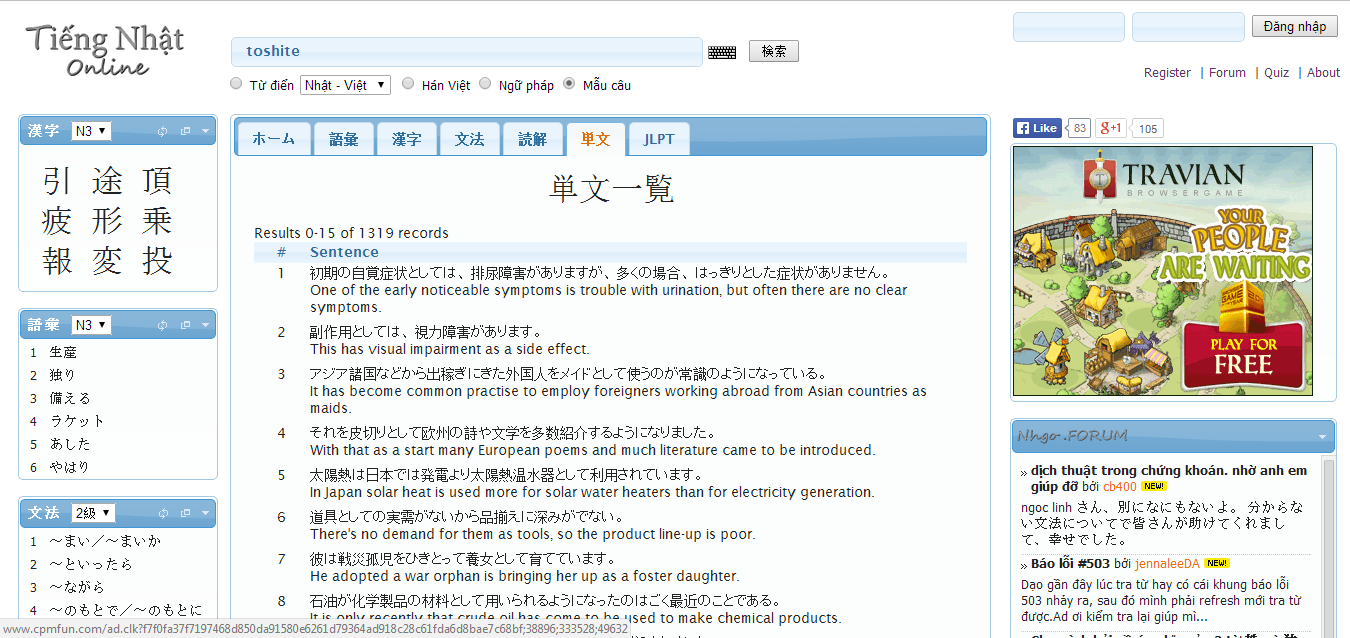 Tiếng Nhật
Online
toshite
検索
Đăng nhập
Từ điển Nhật - Việt Hán Việt Ngữ pháp Mẫu câu
Register | Forum | Quiz | About
漢字 N3
引 途 頂
疲 形 乗
報 変 投
語彙 N3
1 生産
2 独り
3 備える
4 ラケット
5 あした
6 やはり
文法 2級
1 ～まい／～まいか
2 ～といったら
3 ～ながら
4 ～のもとで／～のもとに
ホーム 語彙 漢字 文法 読解 単文 JLPT
単文一覧
Results 0-15 of 1319 records
# Sentence
1 初期の自覚症状としては、排尿障害がありますが、多くの場合、はっきりとした症状がありません。
One of the early noticeable symptoms is trouble with urination, but often there are no clear
symptoms.
2 副作用としては、視力障害があります。
This has visual impairment as a side effect.
3 アジア諸国などから出稼ぎにきた外国人をメイドとして使うのが常識のようになっている。
It has become common practise to employ foreigners working abroad from Asian countries as
maids.
4 それを皮切りとして欧州の詩や文学を多数紹介するようになりました。
With that as a start many European poems and much literature came to be introduced.
5 太陽熱は日本では発電より太陽熱温水器として利用されています。
In Japan solar heat is used more for solar water heaters than for electricity generation.
6 道具としての実需がないから品揃えに深みがでない。
There's no demand for them as tools, so the product line-up is poor.
7 彼は戦災孤児をひきとって養女として育てています。
He adopted a war orphan is bringing her up as a foster daughter.
8 石油が化学製品の材料として用いられるようになったのはごく最近のことである。
It is only recently that crude oil has come to be used to make chemical products.
Like 83 g+1 105
TRAVIAN
BROWSERGAME
YOUR
PEOPLE
ARE WAITING
PLAY FOR
FREE
Nhgo-.FORUM
» dịch thuật trong chứng khoán. nhờ anh em
giúp đỡ bởi cb400 NEW!
ngoc linh さん、別になにもないよ。 分からな
い文法についてで皆さんが助けてくれまし
て、幸せでした。
» Báo lỗi #503 bởi jennaleeDA NEW!
Dạo gần đây lúc tra từ hay có cái khung báo lỗi
503 nhảy ra, sau đó mình phải refresh mới tra từ
được.Ad ơi kiểm tra lại giúp mì...
www.cpmfun.com/ad.clk?f7f0fa37f7197468d850da91580e6261d79364ad918c28c61fda6d8bae7c68bf;38896;333528;49632